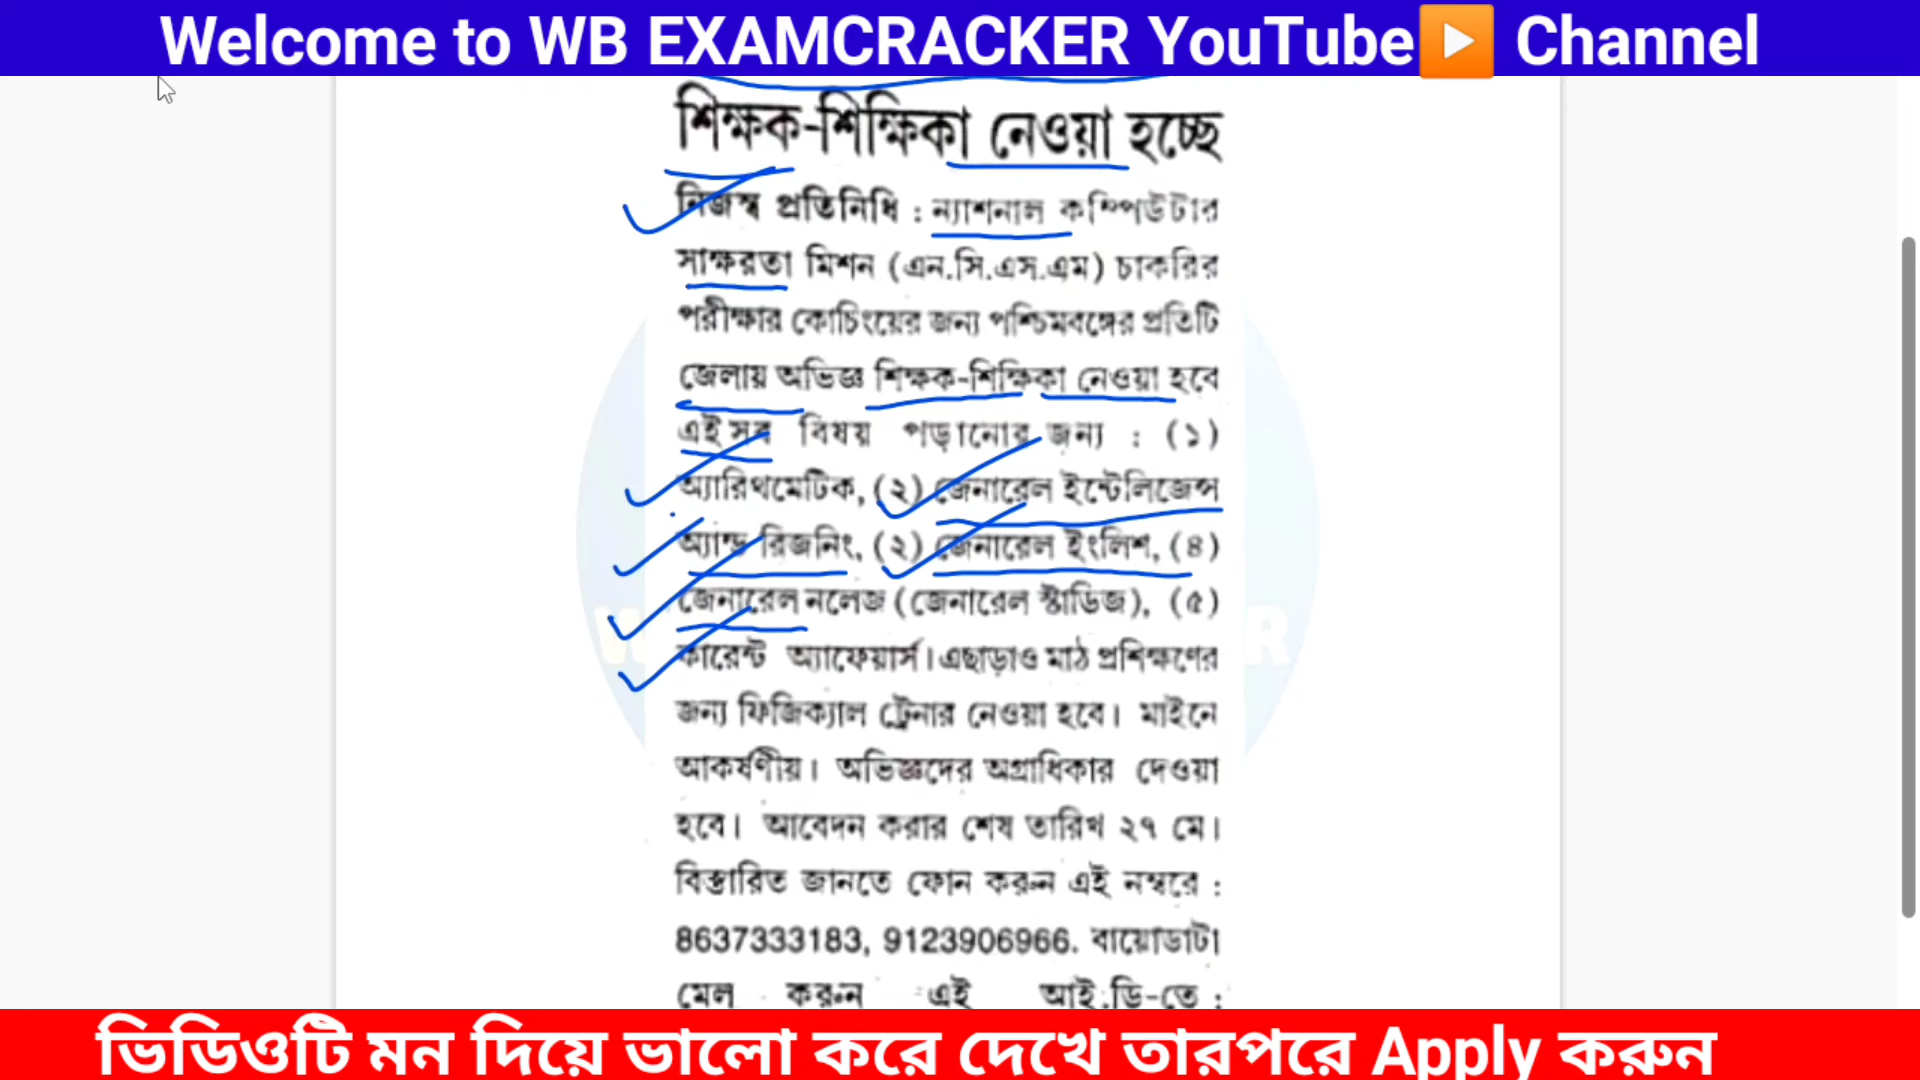 Welcome to WB EXAMCRACKER YouTube▶️ Channel
শিক্ষক-শিক্ষিকা নেওয়া হচ্ছে
নিজস্ব প্রতিনিধি : ন্যাশনাল কম্পিউটার
সাক্ষরতা মিশন (এন.সি.এস.এম) চাকরির
পরীক্ষার কোচিংয়ের জন্য পশ্চিমবঙ্গের প্রতিটি
জেলায় অভিজ্ঞ শিক্ষক-শিক্ষিকা নেওয়া হবে
এইসব বিষয় পড়ানোর জন্য : (১)
অ্যারিথমেটিক, (২) জেনারেল ইন্টেলিজেন্স
অ্যান্ড রিজনিং, (২) জেনারেল ইংলিশ, (৪)
জেনারেল নলেজ (জেনারেল স্টাডিজ), (৫)
কারেন্ট অ্যাফেয়ার্স। এছাড়াও মাঠ প্রশিক্ষণের
জন্য ফিজিক্যাল ট্রেনার নেওয়া হবে। মাইনে
আকর্ষণীয়। অভিজ্ঞদের অগ্রাধিকার দেওয়া
হবে। আবেদন করার শেষ তারিখ ২৭ মে।
বিস্তারিত জানতে ফোন করুন এই নম্বরে :
8637333183, 9123906966. বায়োডাটা
মেল করুন এই আই.ডি-তে :
ভিডিওটি মন দিয়ে ভালো করে দেখে তারপরে Apply করুন